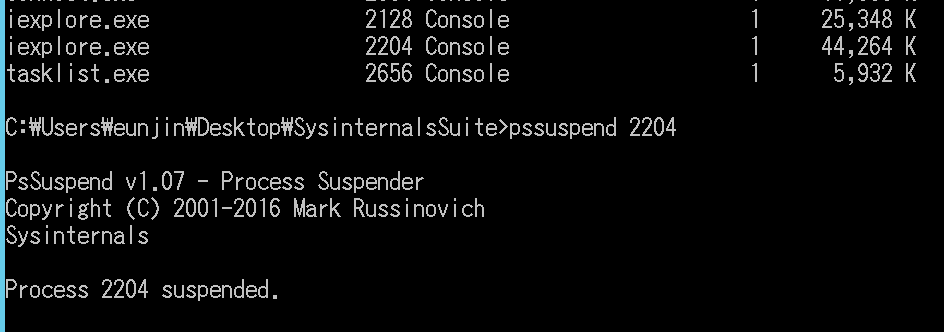 iexplore.exe 2128 Console 1 25,348 K
iexplore.exe 2204 Console 1 44,264 K
tasklist.exe 2656 Console 1 5,932 K
C:₩Users₩eunjin₩Desktop₩SysinternalsSuite>pssuspend 2204
PsSuspend v1.07 - Process Suspender
Copyright (C) 2001-2016 Mark Russinovich
Sysinternals
Process 2204 suspended.